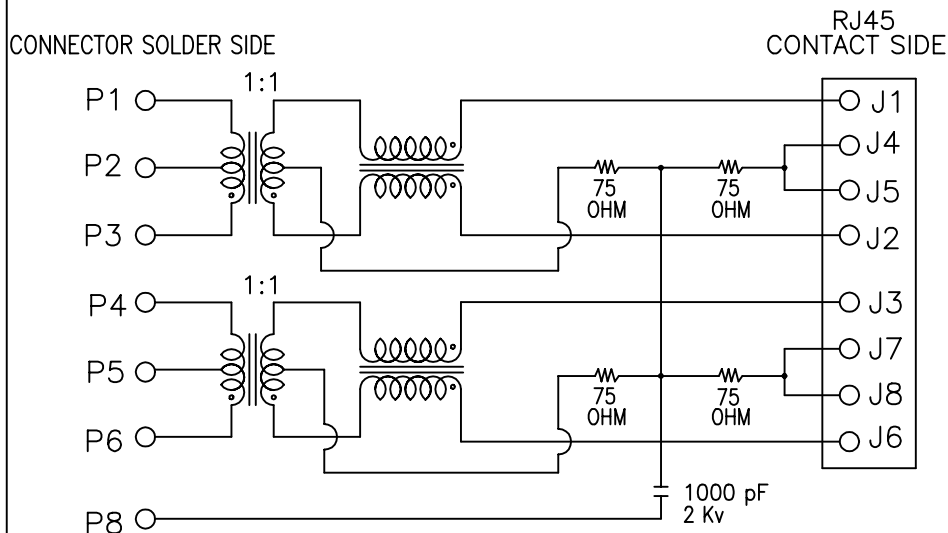 RJ45
CONNECTOR SOLDER SIDE
CONTACT SIDE
1:1
P1
J1
J4
P2
75
OHM
75
OHM
J5
P3
J2
1:1
P4
J3
J7
P5
75
OHM
75
OHM
J8
P6
J6
1000 pF
2 Kv
P8